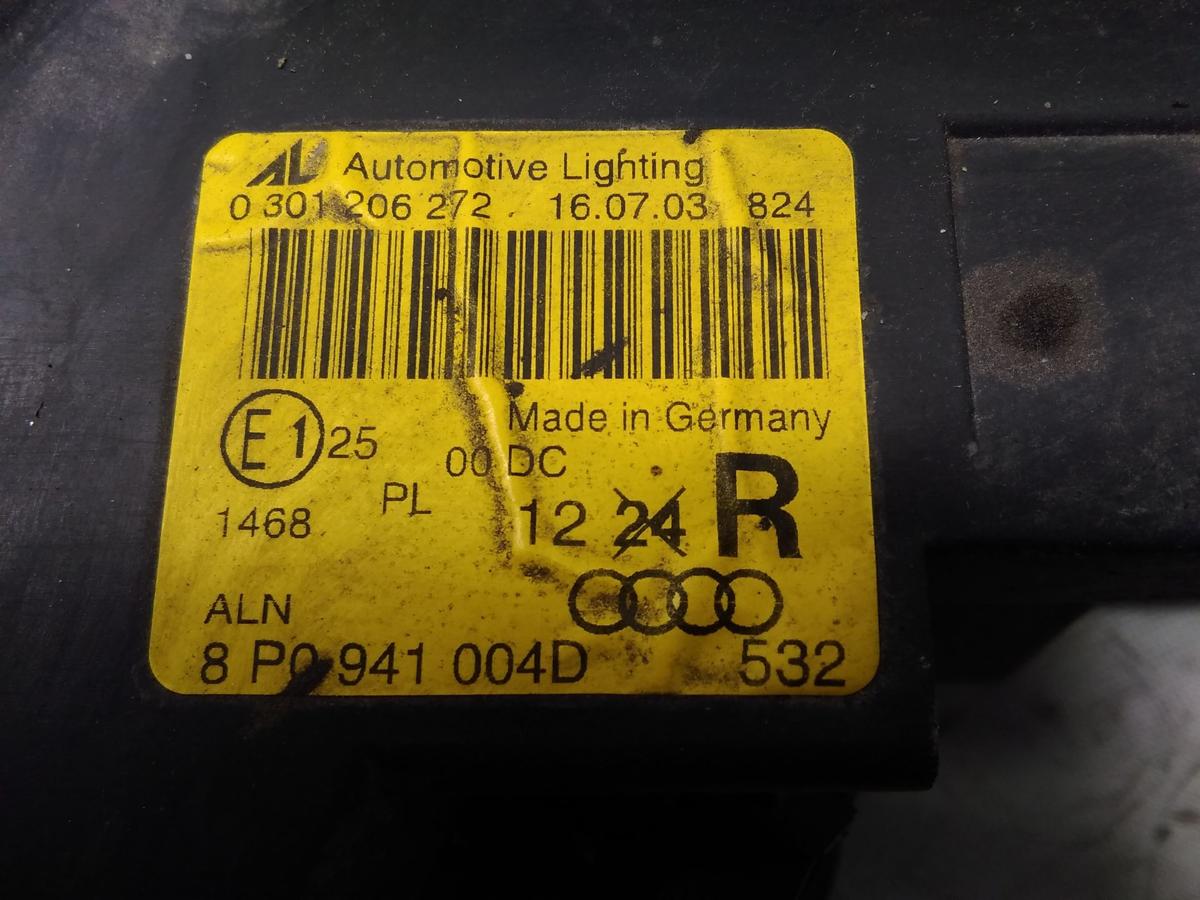 AL Automotive Lighting
0 301 206 272 16.07.03 824
Made in Germany
E1 25 00 DC
PL
1468 12 24 R
ALN
8 P0 941 004D 532